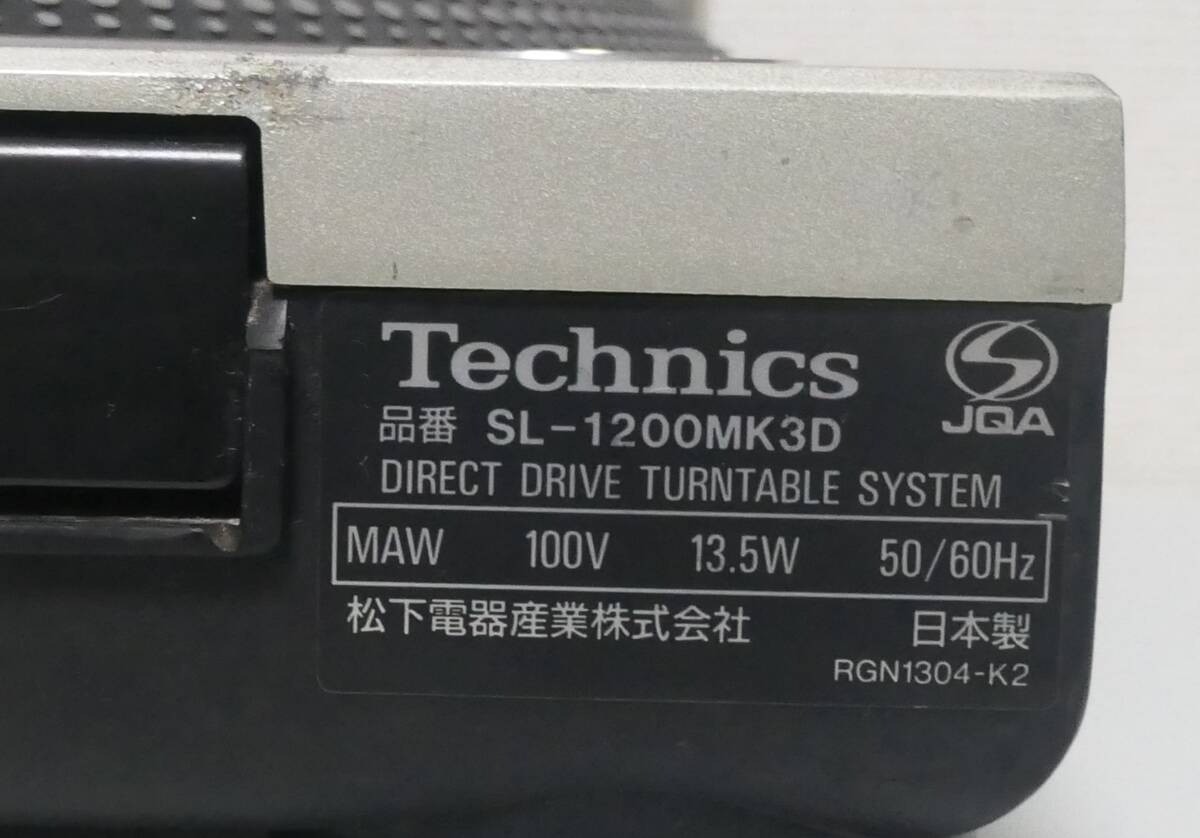 Technics
JQA
品番 SL-1200MK3D
DIRECT DRIVE TURNTABLE SYSTEM
MAW 100V 13.5W 50/60Hz
松下電器産業株式会社 日本製
RGN1304-K2